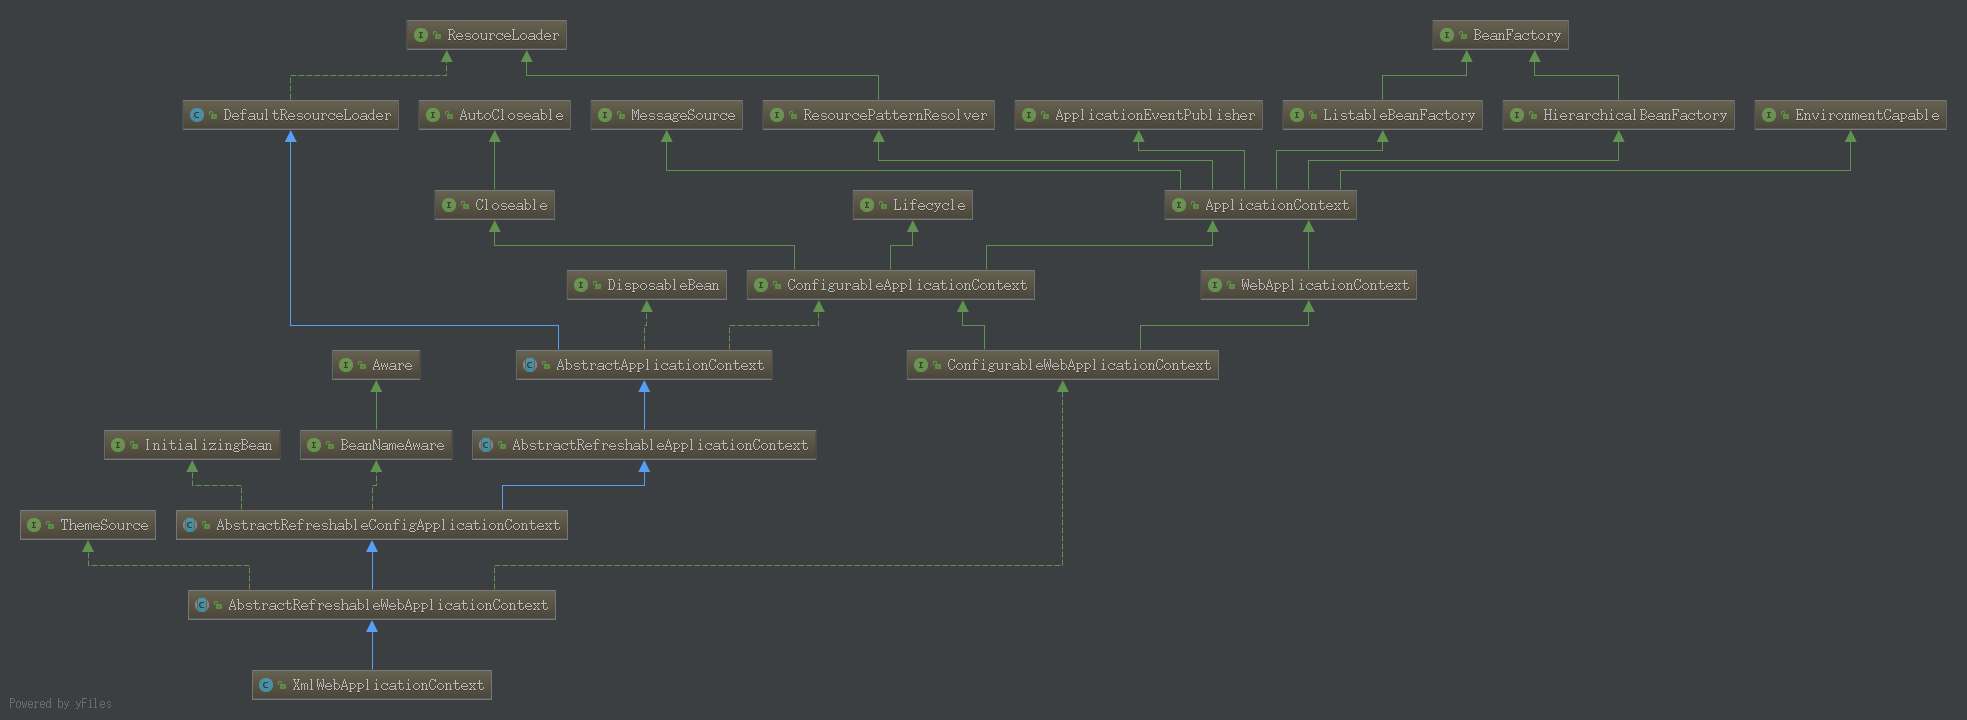 ResourceLoader
BeanFactory
DefaultResourceLoader
AutoCloseable
MessageSource
ResourcePatternResolver
ApplicationEventPublisher
ListableBeanFactory
HierarchicalBeanFactory
EnvironmentCapable
Closeable
Lifecycle
ApplicationContext
DisposableBean
ConfigurableApplicationContext
WebApplicationContext
Aware
AbstractApplicationContext
ConfigurableWebApplicationContext
InitializingBean
BeanNameAware
AbstractRefreshableApplicationContext
ThemeSource
AbstractRefreshableConfigApplicationContext
AbstractRefreshableWebApplicationContext
XmlWebApplicationContext
Powered by yFiles